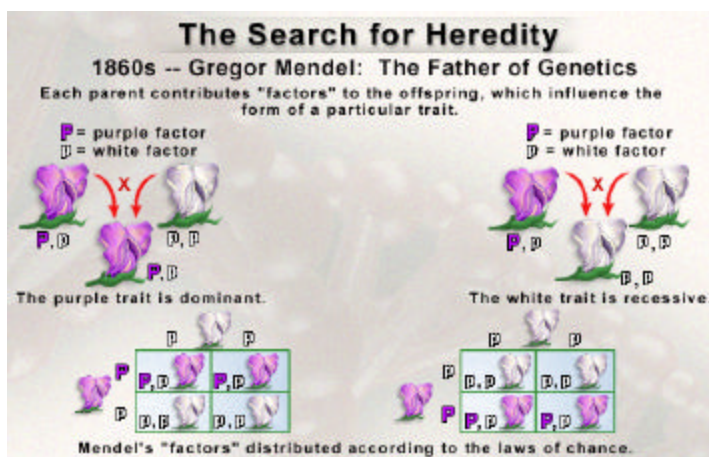 The Search for Heredity
1860s -- Gregor Mendel: The Father of Genetics
Each parent contributes "factors" to the offspring, which influence the
form of a particular trait.
P = purple factor
p = white factor
X
P, p
p, p
P, p
The purple trait is dominant.
P = purple factor
p = white factor
X
P, p
p, p
p, p
The white trait is recessive
p p
P P, p P, p
p p, p p, p
p p
p p, p p, p
P P, p P, p
Mendel's "factors" distributed according to the laws of chance.